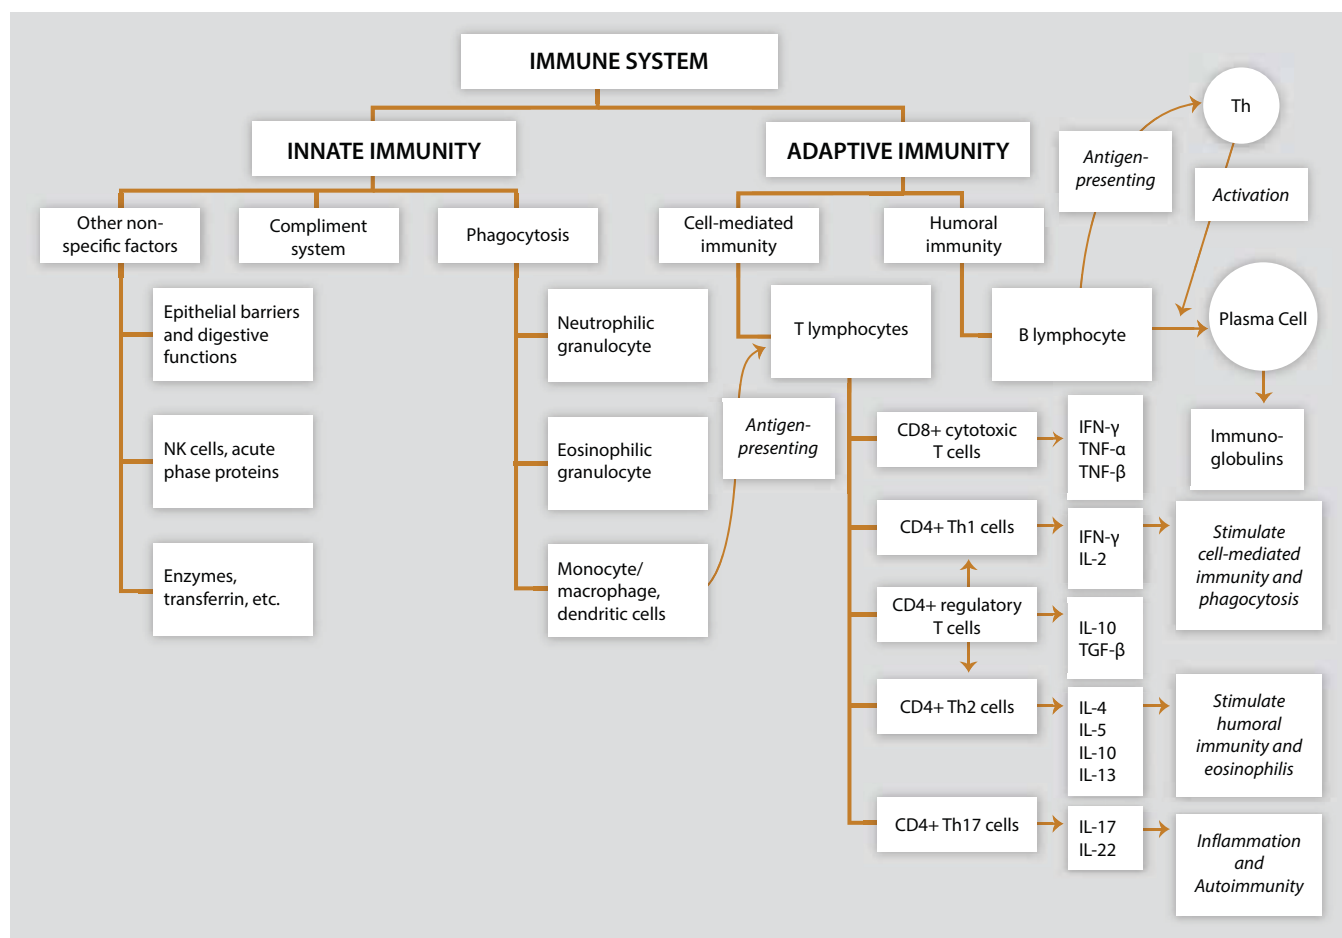 IMMUNE SYSTEM
INNATE IMMUNITY
ADAPTIVE IMMUNITY
Other non-
specific factors
Compliment
system
Phagocytosis
Cell-mediated
immunity
Humoral
immunity
Antigen-
presenting
Th
Activation
Epithelial barriers
and digestive
functions
NK cells, acute
phase proteins
Enzymes,
transferrin, etc.
Neutrophilic
granulocyte
Eosinophilic
granulocyte
Monocyte/
macrophage,
dendritic cells
Antigen-
presenting
T lymphocytes
B lymphocyte
Plasma Cell
Immuno-
globulins
CD8+ cytotoxic
T cells
IFN-γ
TNF-α
TNF-β
CD4+ Th1 cells
IFN-γ
IL-2
Stimulate
cell-mediated
immunity and
phagocytosis
CD4+ regulatory
T cells
IL-10
TGF-β
CD4+ Th2 cells
IL-4
IL-5
IL-10
IL-13
Stimulate
humoral
immunity and
eosinophilis
CD4+ Th17 cells
IL-17
IL-22
Inflammation
and
Autoimmunity